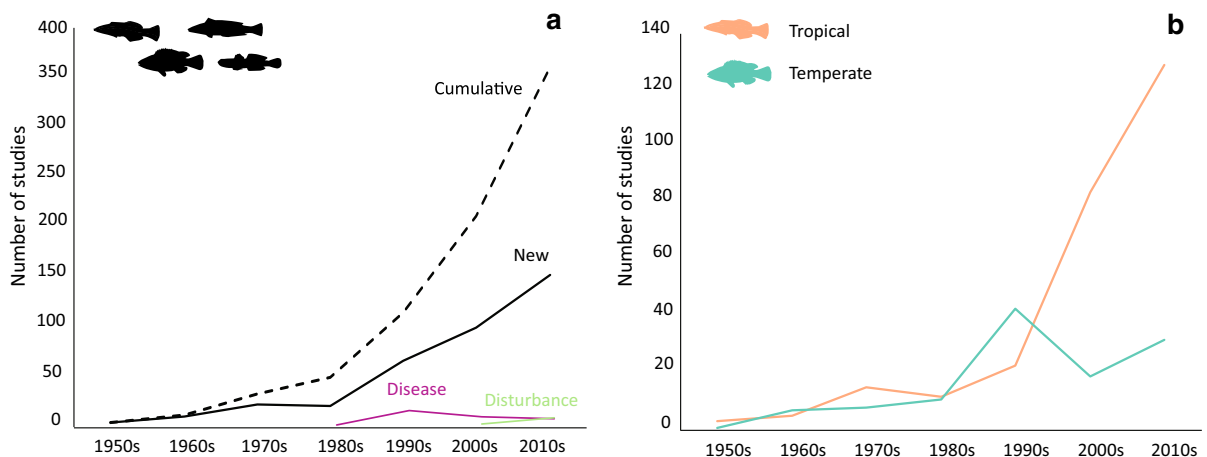 a
Number of studies
400
350
300
250
200
150
100
50
0
Cumulative
New
Disease
Disturbance
1950s 1960s 1970s 1980s 1990s 2000s 2010s
b
Tropical
Temperate
Number of studies
140
120
100
80
60
40
20
0
1950s 1960s 1970s 1980s 1990s 2000s 2010s